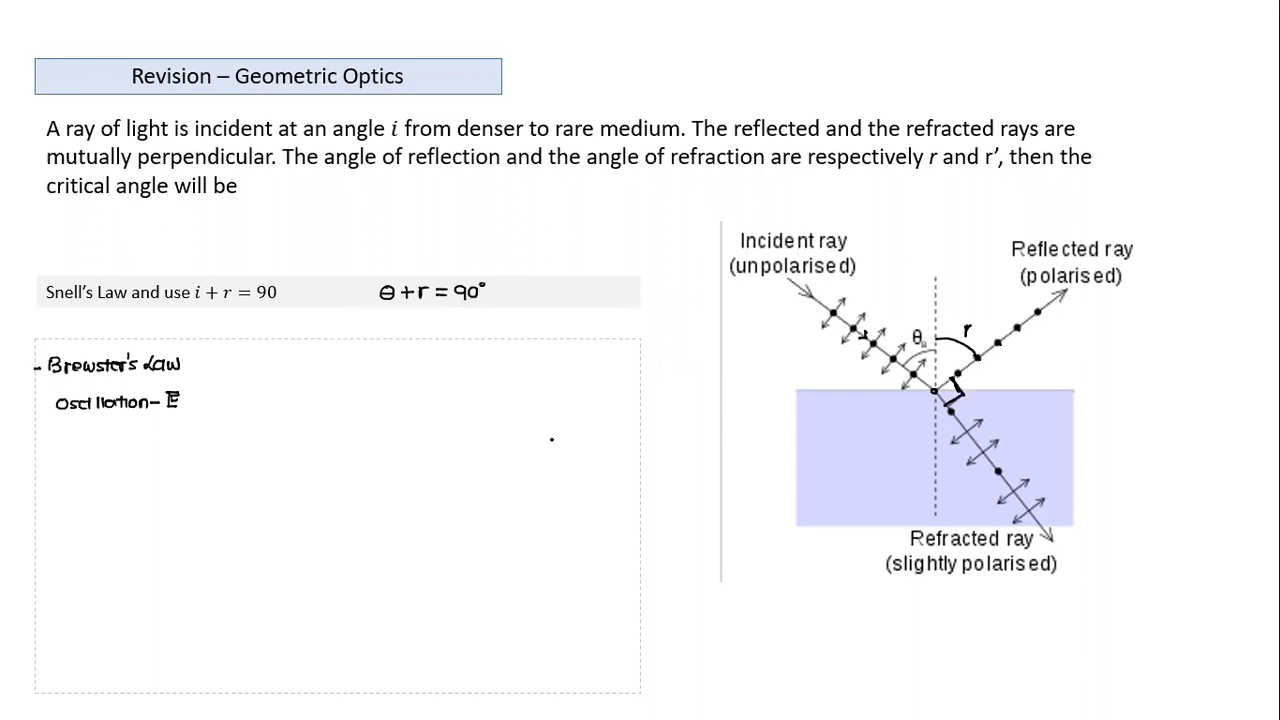 Revision – Geometric Optics
A ray of light is incident at an angle i from denser to rare medium. The reflected and the refracted rays are
mutually perpendicular. The angle of reflection and the angle of refraction are respectively r and r’, then the
critical angle will be
Snell’s Law and use i + r = 90
θ + r = 90°
- Brewster's Law
Oscillation - E
Incident ray
(unpolarised)
Reflected ray
(polarised)
θ
r
Refracted ray
(slightly polarised)